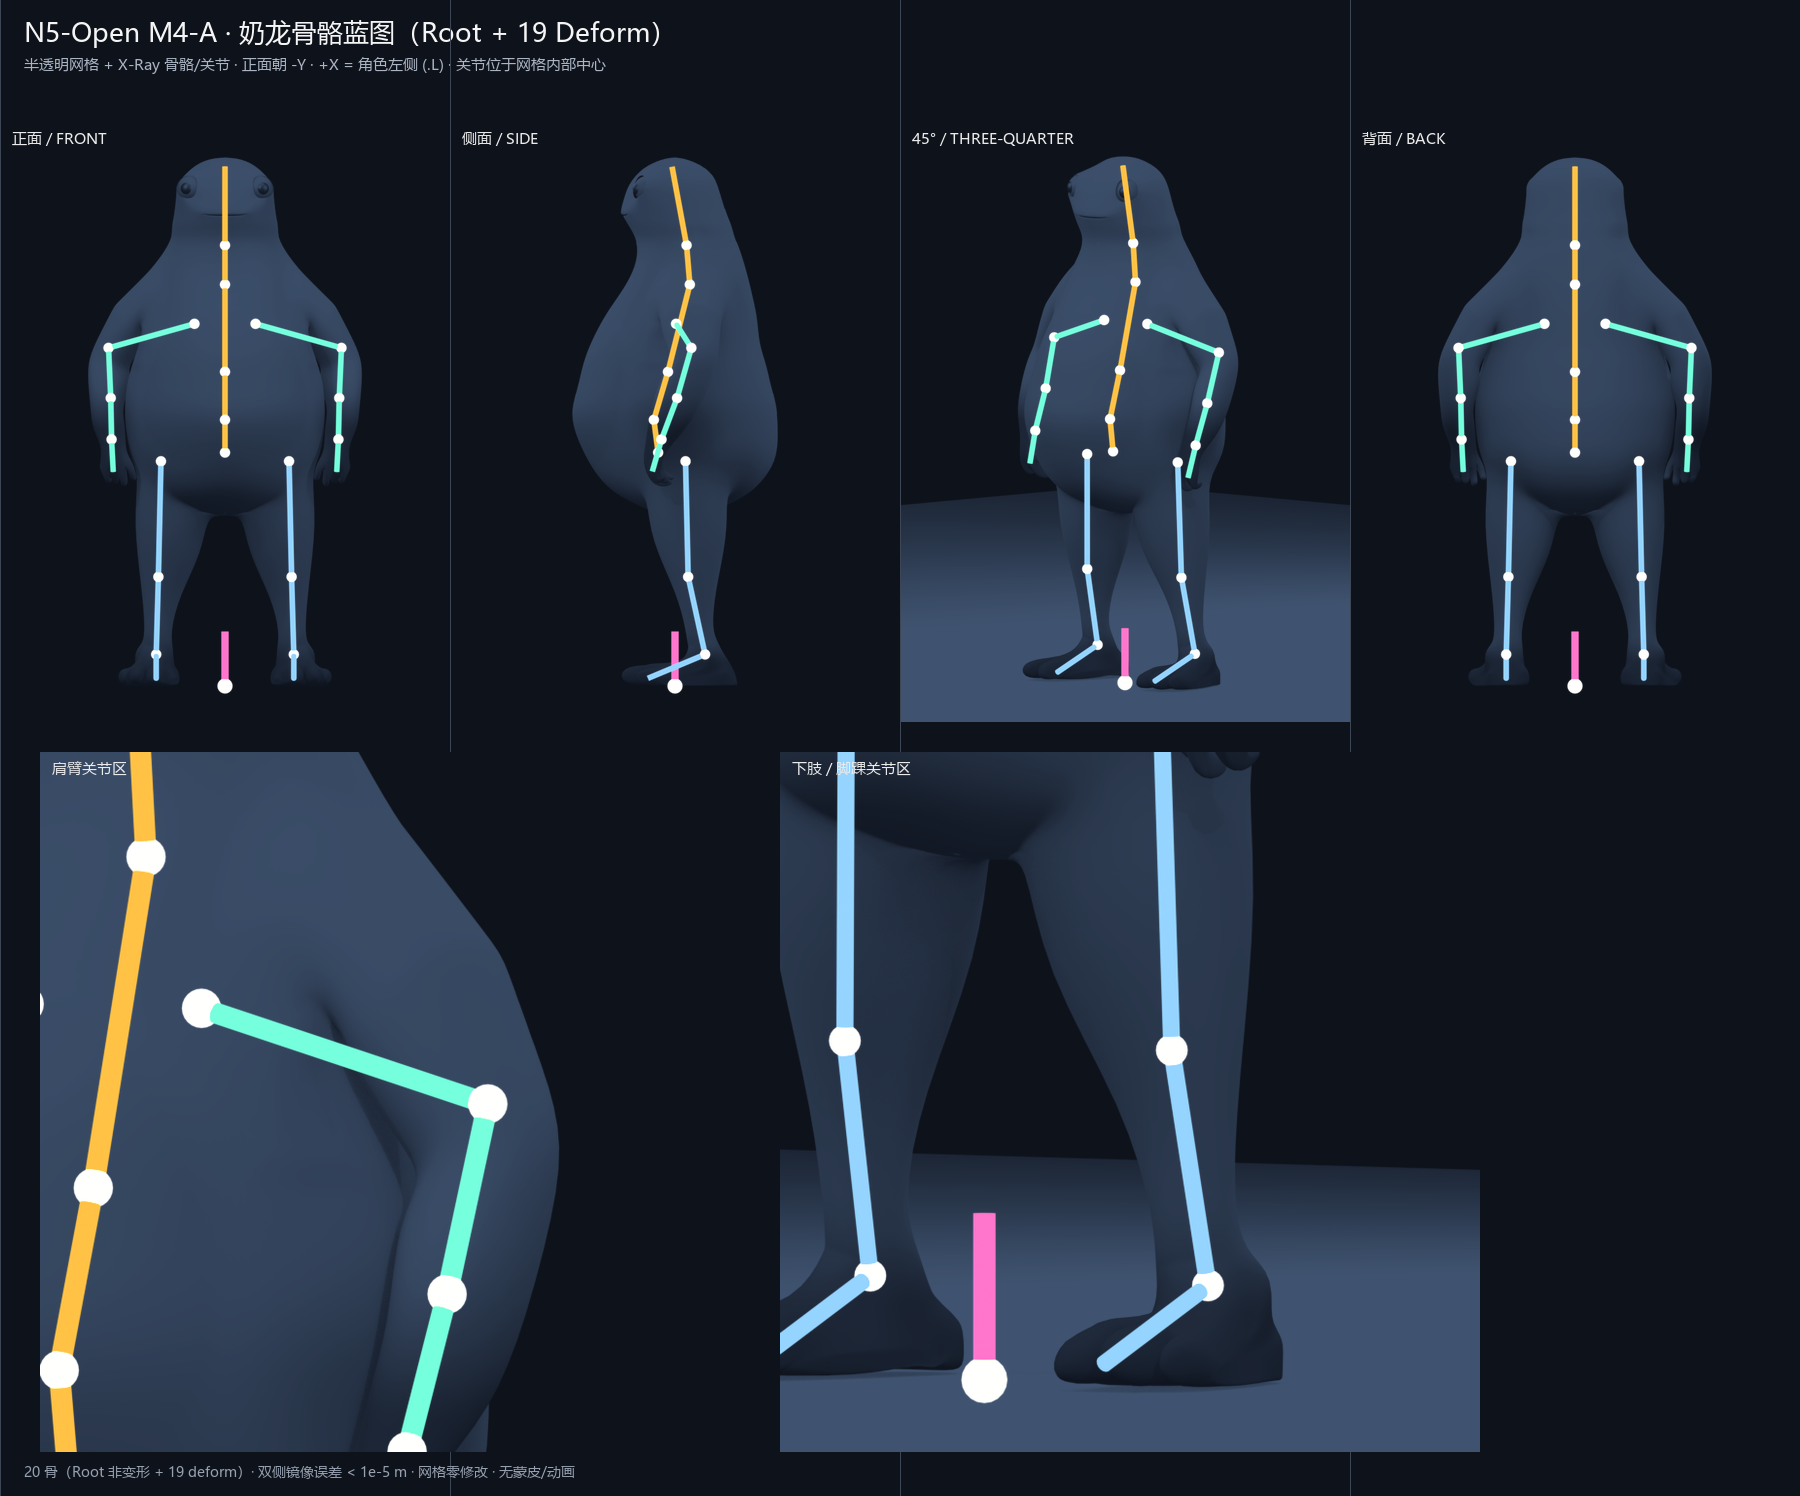 N5-Open M4-A · 奶龙骨骼蓝图（Root + 19 Deform）
半透明网格 + X-Ray 骨骼/关节 · 正面朝 -Y · +X = 角色左侧 (.L) · 关节位于网格内部中心
正面 / FRONT
侧面 / SIDE
45° / THREE-QUARTER
背面 / BACK
肩臂关节区
下肢 / 脚踝关节区
20 骨（Root 非变形 + 19 deform）· 双侧镜像误差 < 1e-5 m · 网格零修改 · 无蒙皮/动画